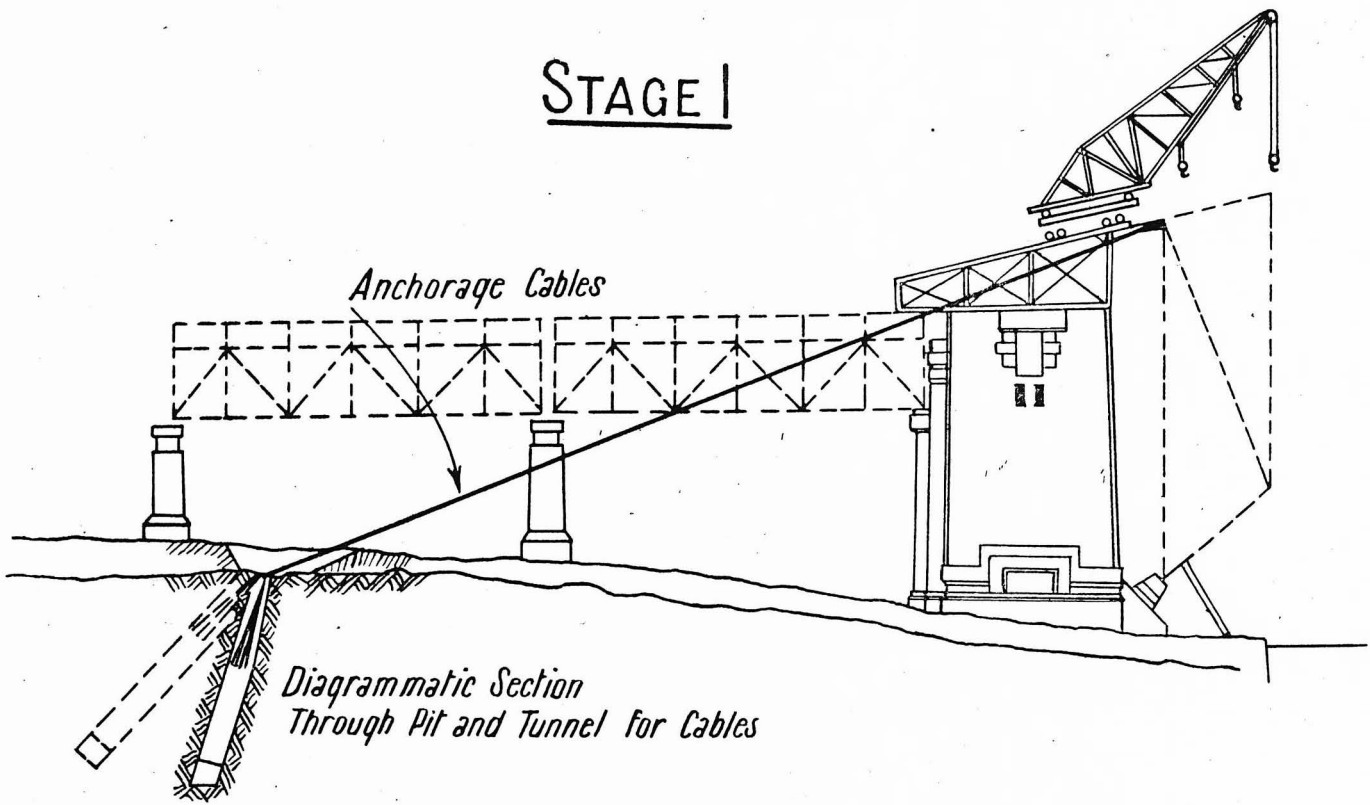 STAGE I
Anchorage Cables
Diagrammatic Section
Through Pit and Tunnel for Cables